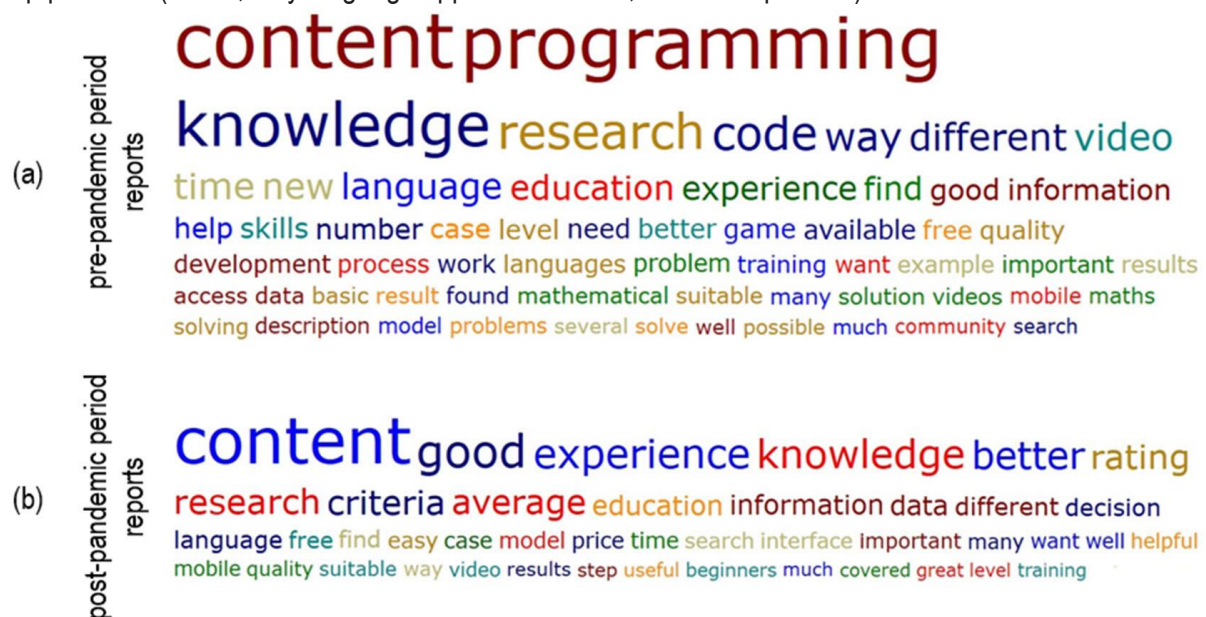 content programming
knowledge research code way different video
(a)
pre-pandemic period
reports
time new language education experience find good information
help skills number case level need better game available free quality
development process work languages problem training want example important results
access data basic result found mathematical suitable many solution videos mobile maths
solving description model problems several solve well possible much community search
content good experience knowledge better rating
(b)
post-pandemic period
reports
research criteria average education information data different decision
language free find easy case model price time search interface important many want well helpful
mobile quality suitable way video results step useful beginners much covered great level training